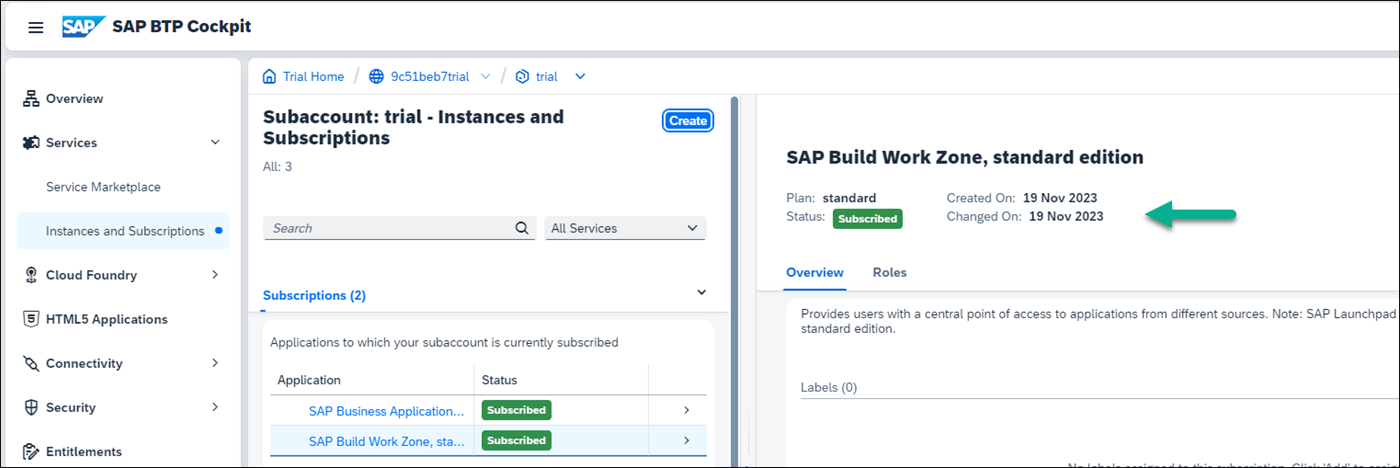 SAP SAP BTP Cockpit
Overview
Services
Service Marketplace
Instances and Subscriptions
Cloud Foundry
HTML5 Applications
Connectivity
Security
Entitlements
Trial Home / 9c51beb7trial / trial
Subaccount: trial - Instances and
Subscriptions
Create
All: 3
Search
All Services
Subscriptions (2)
Applications to which your subaccount is currently subscribed
Application Status
SAP Business Application... Subscribed
SAP Build Work Zone, sta... Subscribed
SAP Build Work Zone, standard edition
Plan: standard Created On: 19 Nov 2023
Status: Subscribed Changed On: 19 Nov 2023
Overview Roles
Provides users with a central point of access to applications from different sources. Note: SAP Launchpad
standard edition.
Labels (0)